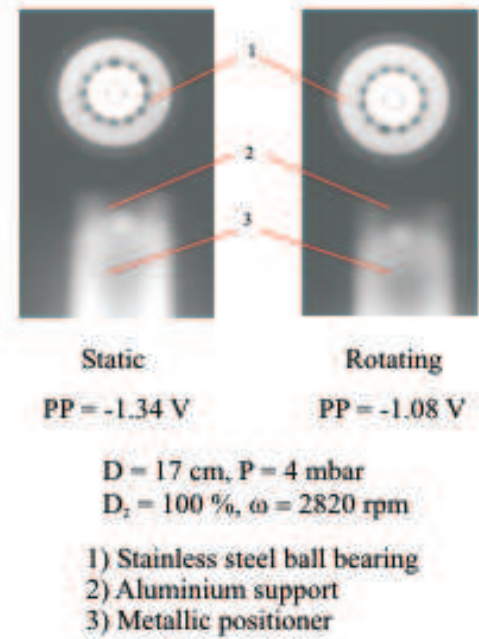 1
2
3
Static Rotating
PP = -1.34 V PP = -1.08 V
D = 17 cm, P = 4 mbar
D₂ = 100 %, ω = 2820 rpm
1) Stainless steel ball bearing
2) Aluminium support
3) Metallic positioner